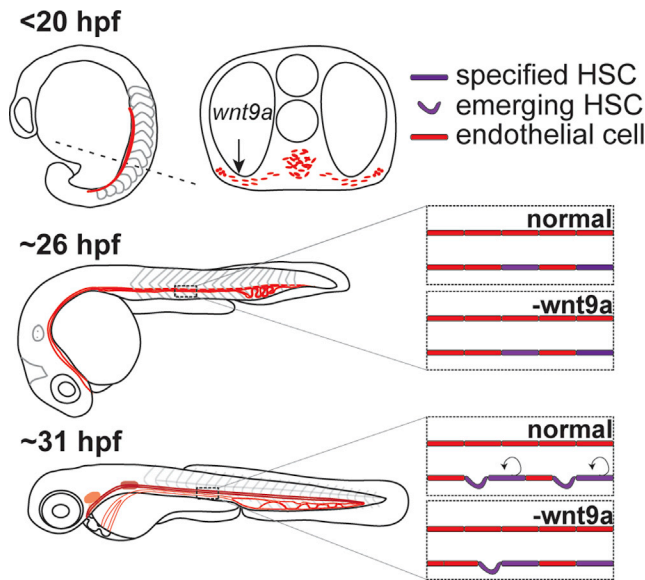 <20 hpf
wnt9a
specified HSC
emerging HSC
endothelial cell
~26 hpf
normal
-wnt9a
~31 hpf
normal
-wnt9a